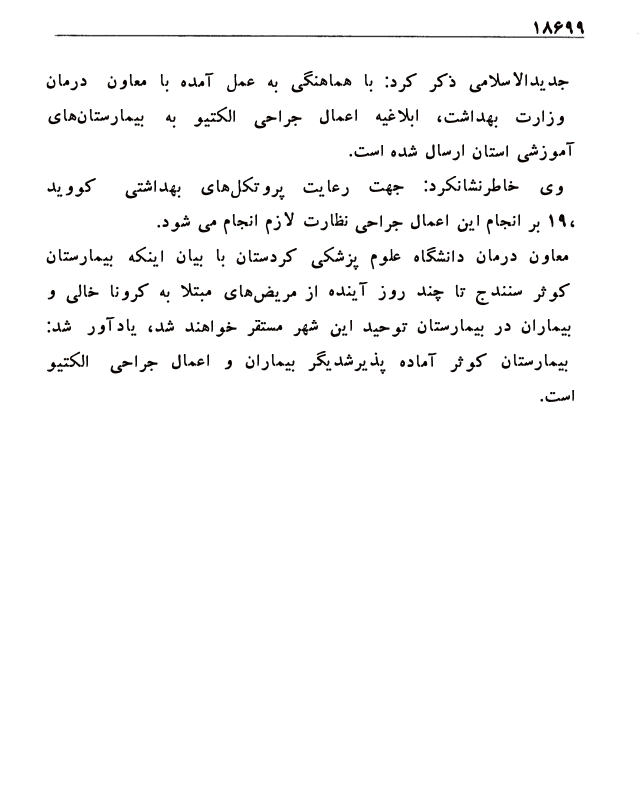 ۱۸۶۹۹
جدیدالاسلامی ذکر کرد: با هماهنگی به عمل آمده با معاون درمان
وزارت بهداشت، ابلاغیه اعمال جراحی الکتیو به بیمارستان‌های
آموزشی استان ارسال شده است.
وی خاطرنشانکرد: جهت رعایت پروتکل‌های بهداشتی کووید
۱۹، بر انجام این اعمال جراحی نظارت لازم انجام می شود.
معاون درمان دانشگاه علوم پزشکی کردستان با بیان اینکه بیمارستان
کوثر سنندج تا چند روز آینده از مریض‌های مبتلا به کرونا خالی و
بیماران در بیمارستان توحید این شهر مستقر خواهند شد، یادآور شد:
بیمارستان کوثر آماده پذیرشدیگر بیماران و اعمال جراحی الکتیو
است.